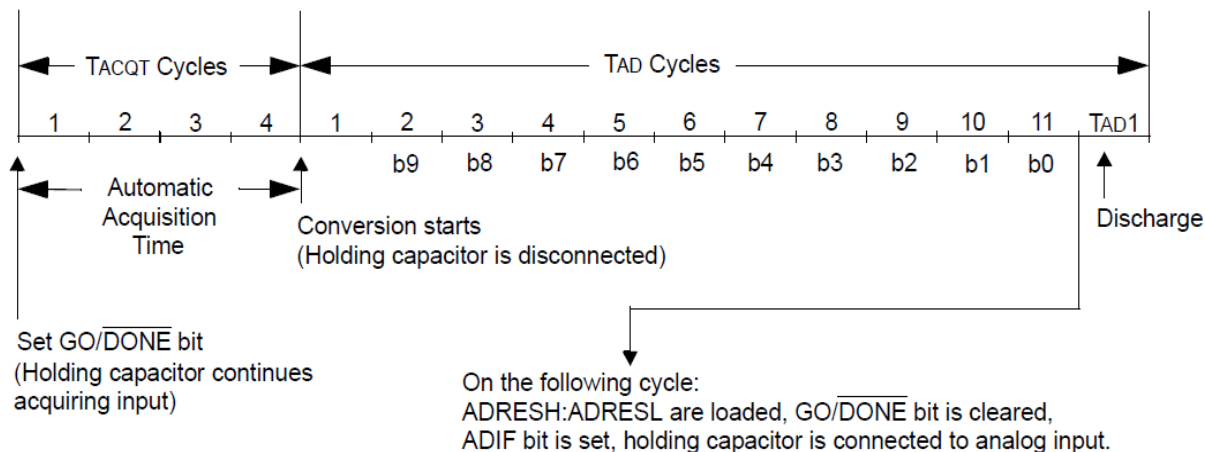 TACQT Cycles
TAD Cycles
1 2 3 4 1 2 3 4 5 6 7 8 9 10 11 TAD1
b9 b8 b7 b6 b5 b4 b3 b2 b1 b0
Automatic
Acquisition
Time
Conversion starts
(Holding capacitor is disconnected)
Discharge
Set GO/D̅O̅N̅E̅ bit
(Holding capacitor continues
acquiring input)
On the following cycle:
ADRESH:ADRESL are loaded, GO/D̅O̅N̅E̅ bit is cleared,
ADIF bit is set, holding capacitor is connected to analog input.